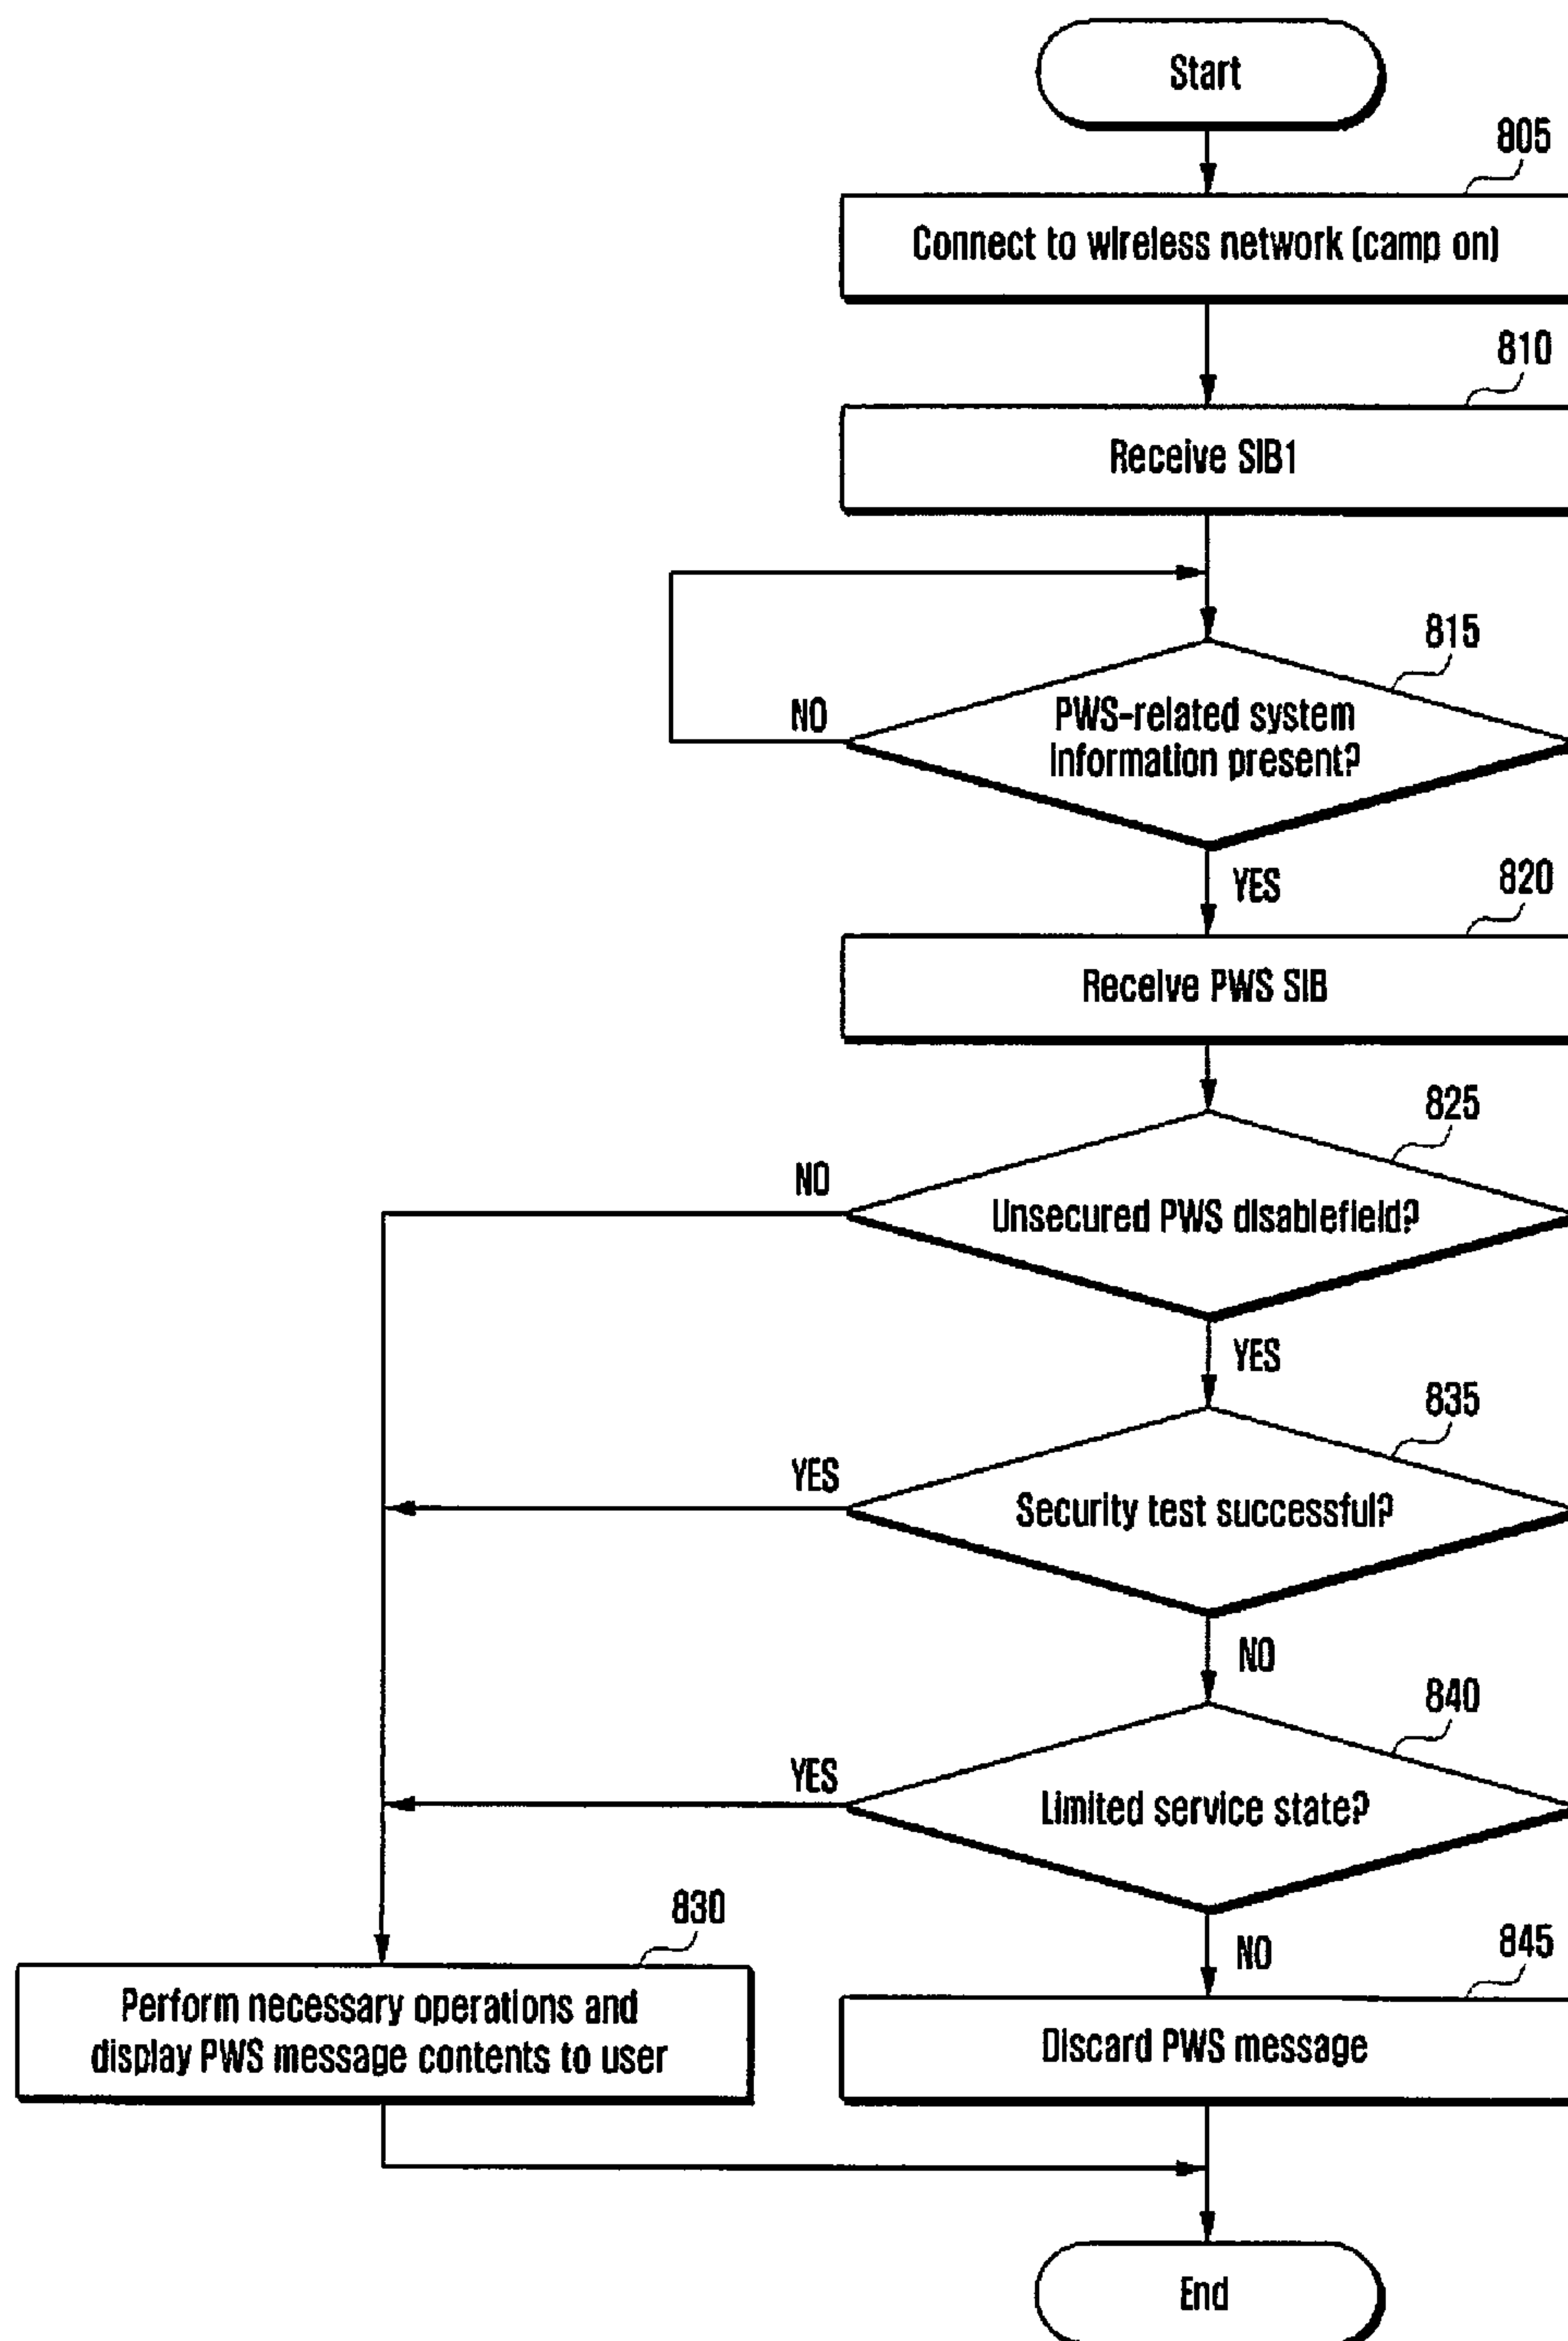 Start
805
Connect to wireless network (camp on)
810
Receive SIB1
815
NO
PWS-related system
information present?
YES
820
Receive PWS SIB
825
NO
Unsecured PWS disablefield?
YES
835
YES
Security test successful?
NO
840
YES
Limited service state?
830
NO
845
Perform necessary operations and
display PWS message contents to user
Discard PWS message
End